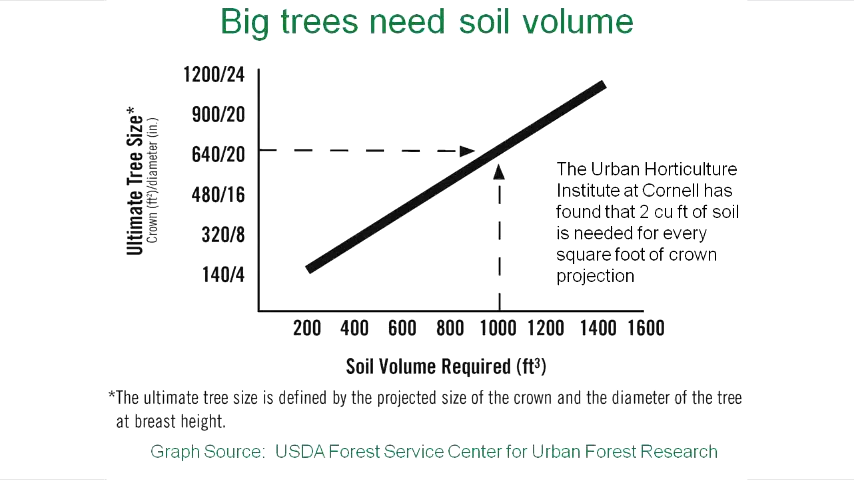 Big trees need soil volume
Ultimate Tree Size*
Crown (ft²)/diameter (in.)
1200/24
900/20
640/20
480/16
320/8
140/4
The Urban Horticulture
Institute at Cornell has
found that 2 cu ft of soil
is needed for every
square foot of crown
projection
200 400 600 800 1000 1200 1400 1600
Soil Volume Required (ft³)
*The ultimate tree size is defined by the projected size of the crown and the diameter of the tree
at breast height.
Graph Source: USDA Forest Service Center for Urban Forest Research